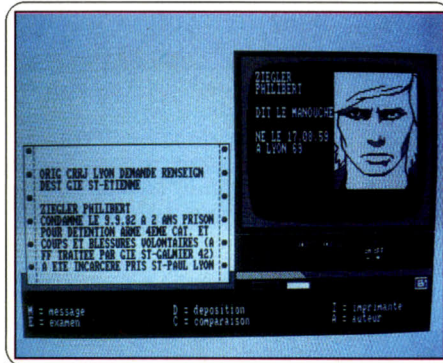 ZIEGLER
PHILIBERT
DIT LE MANOUCHE
NE LE 17.08.59
A LYON 69
ORIG CRRJ LYON DEMANDE RENSEIGN
DEST GIE ST-ETIENNE
ZIEGLER PHILIBERT
CONDAMNE LE 9.9.82 A 2 ANS PRISON
POUR DETENTION ARME 4EME CAT. ET
COUPS ET BLESSURES VOLONTAIRES (A
FF TRAITEE PAR GIE ST-GALMIER 42)
A ETE INCARCERE PRIS ST-PAUL LYON
M = message
D = deposition
I = imprimante
E = examen
C = comparaison
A = auteur